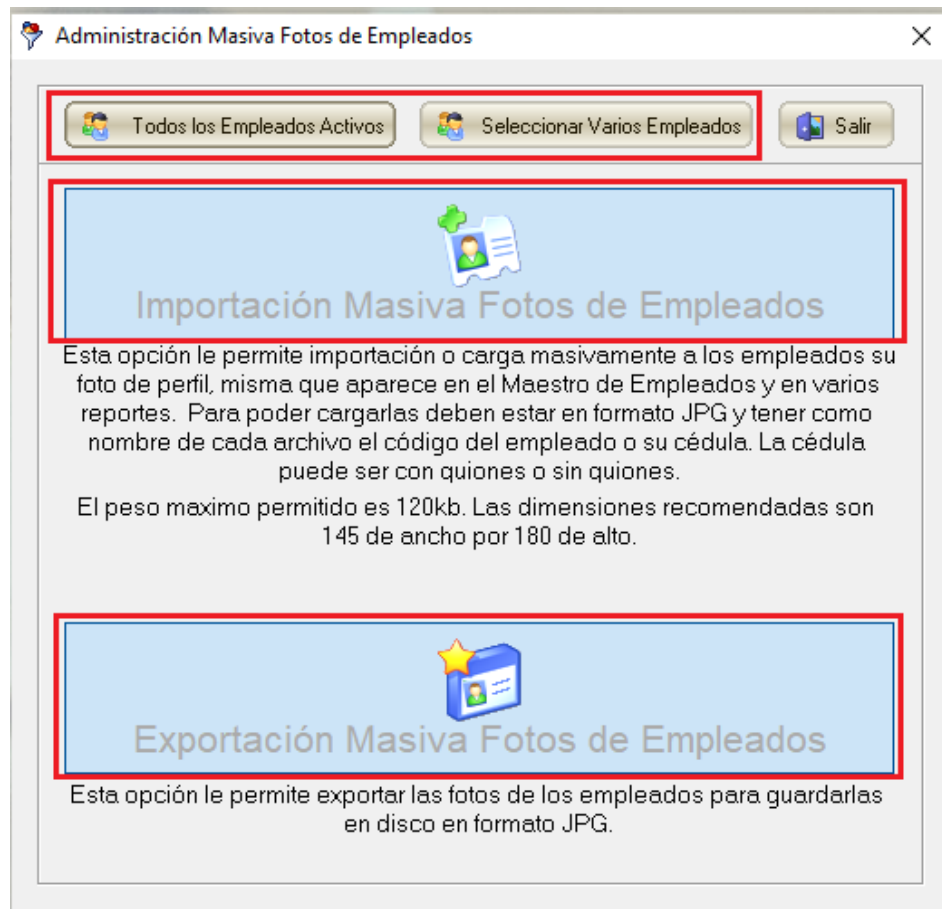 Administración Masiva Fotos de Empleados
Todos los Empleados Activos
Seleccionar Varios Empleados
Salir
Importación Masiva Fotos de Empleados
Esta opción le permite importación o carga masivamente a los empleados su
foto de perfil, misma que aparece en el Maestro de Empleados y en varios
reportes. Para poder cargarlas deben estar en formato JPG y tener como
nombre de cada archivo el código del empleado o su cédula. La cédula
puede ser con quiones o sin quiones.
El peso maximo permitido es 120kb. Las dimensiones recomendadas son
145 de ancho por 180 de alto.
Exportación Masiva Fotos de Empleados
Esta opción le permite exportar las fotos de los empleados para guardarlas
en disco en formato JPG.